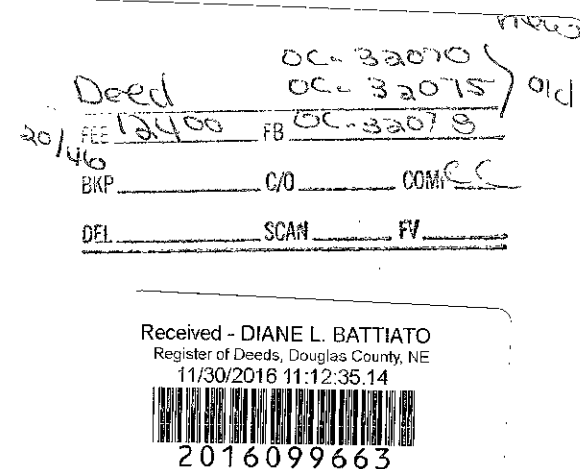 new
OC-32070
Deed OC-32075 old
20/46 FEE 12400 FB OC-32078
BKP C/O COMP CC
DEL SCAN FV
Received - DIANE L. BATTIATO
Register of Deeds, Douglas County, NE
11/30/2016 11:12:35.14
2016099663